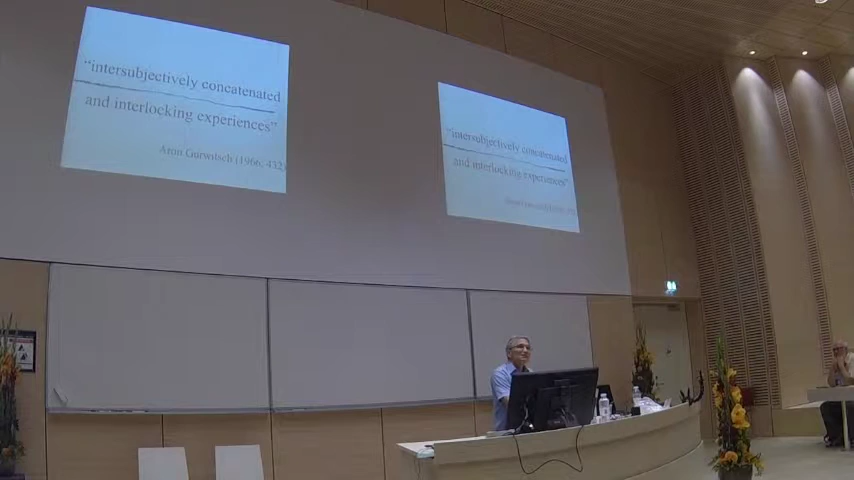 “intersubjectively concatenated
and interlocking experiences”
Aron Gurwitsch (1966; 432)
“intersubjectively concatenated
and interlocking experiences”